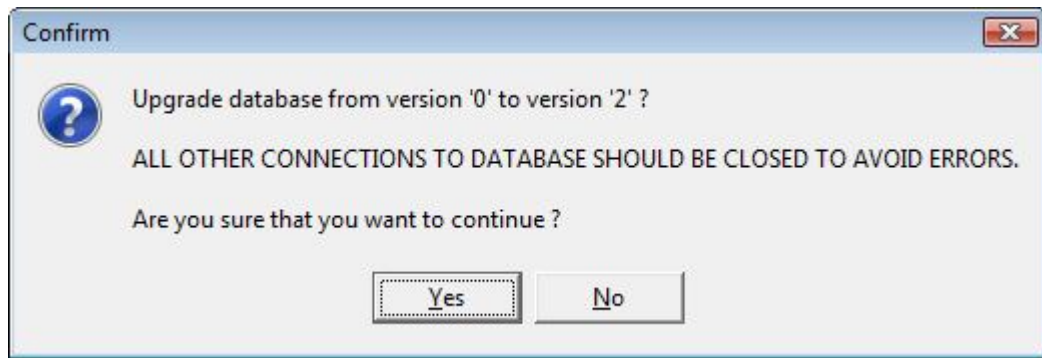 Confirm
Upgrade database from version '0' to version '2' ?
ALL OTHER CONNECTIONS TO DATABASE SHOULD BE CLOSED TO AVOID ERRORS.
Are you sure that you want to continue ?
Yes No